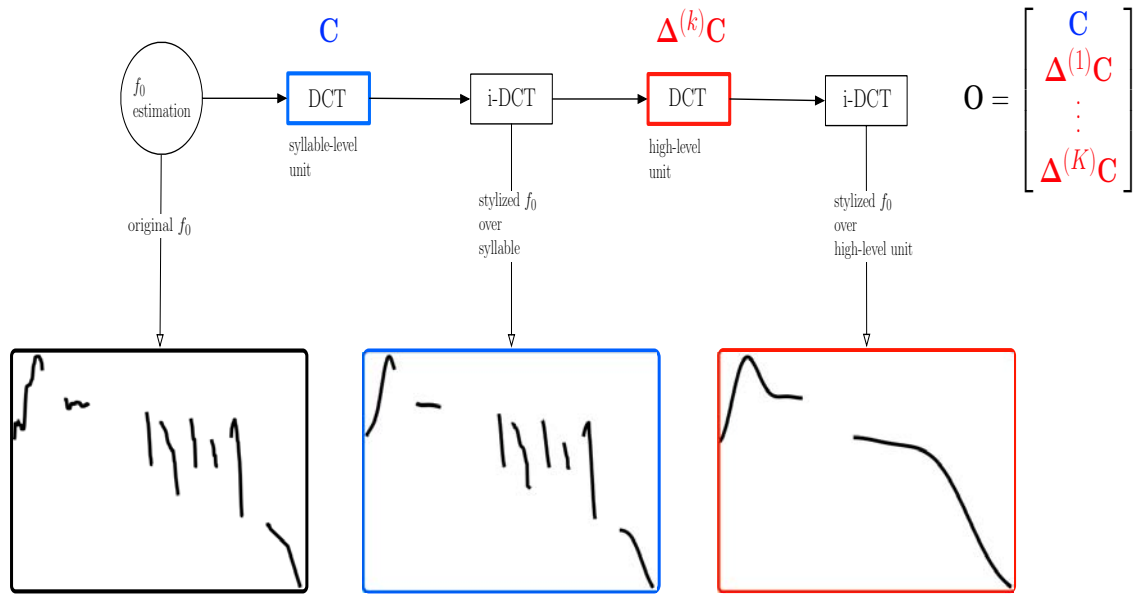 C
Δ^(k)C
f₀
estimation
DCT
i-DCT
DCT
i-DCT
syllable-level
unit
high-level
unit
O =
C
Δ^(1)C
⋮
Δ^(K)C
original f₀
stylized f₀
over
syllable
stylized f₀
over
high-level unit